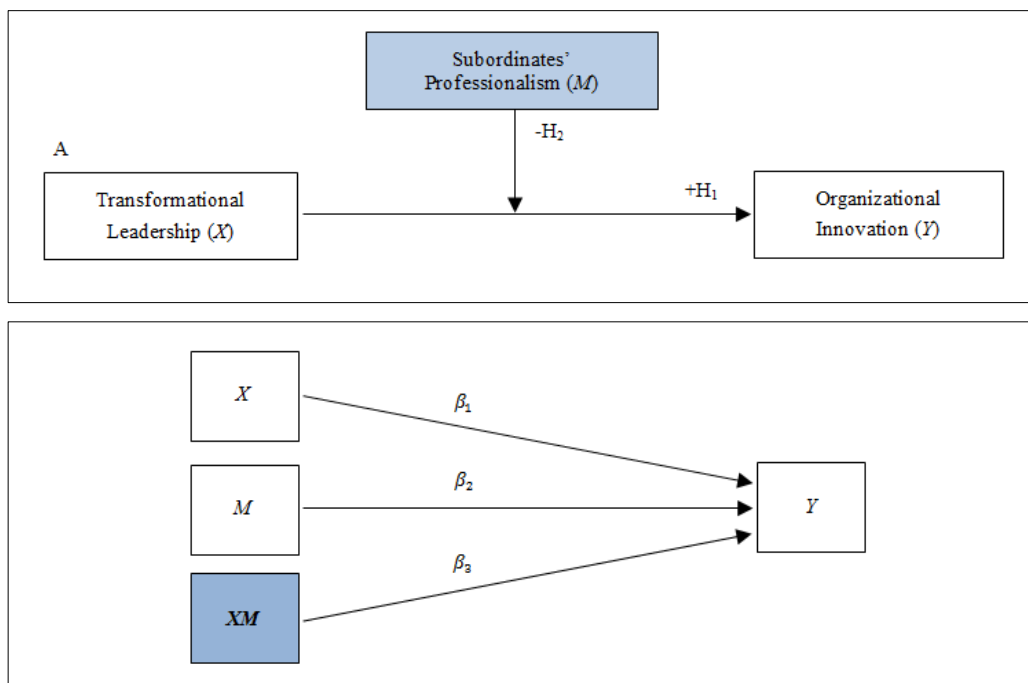 Subordinates’
Professionalism (M)
-H₂
A
Transformational
Leadership (X)
+H₁
Organizational
Innovation (Y)
X
β₁
M
β₂
Y
XM
β₃